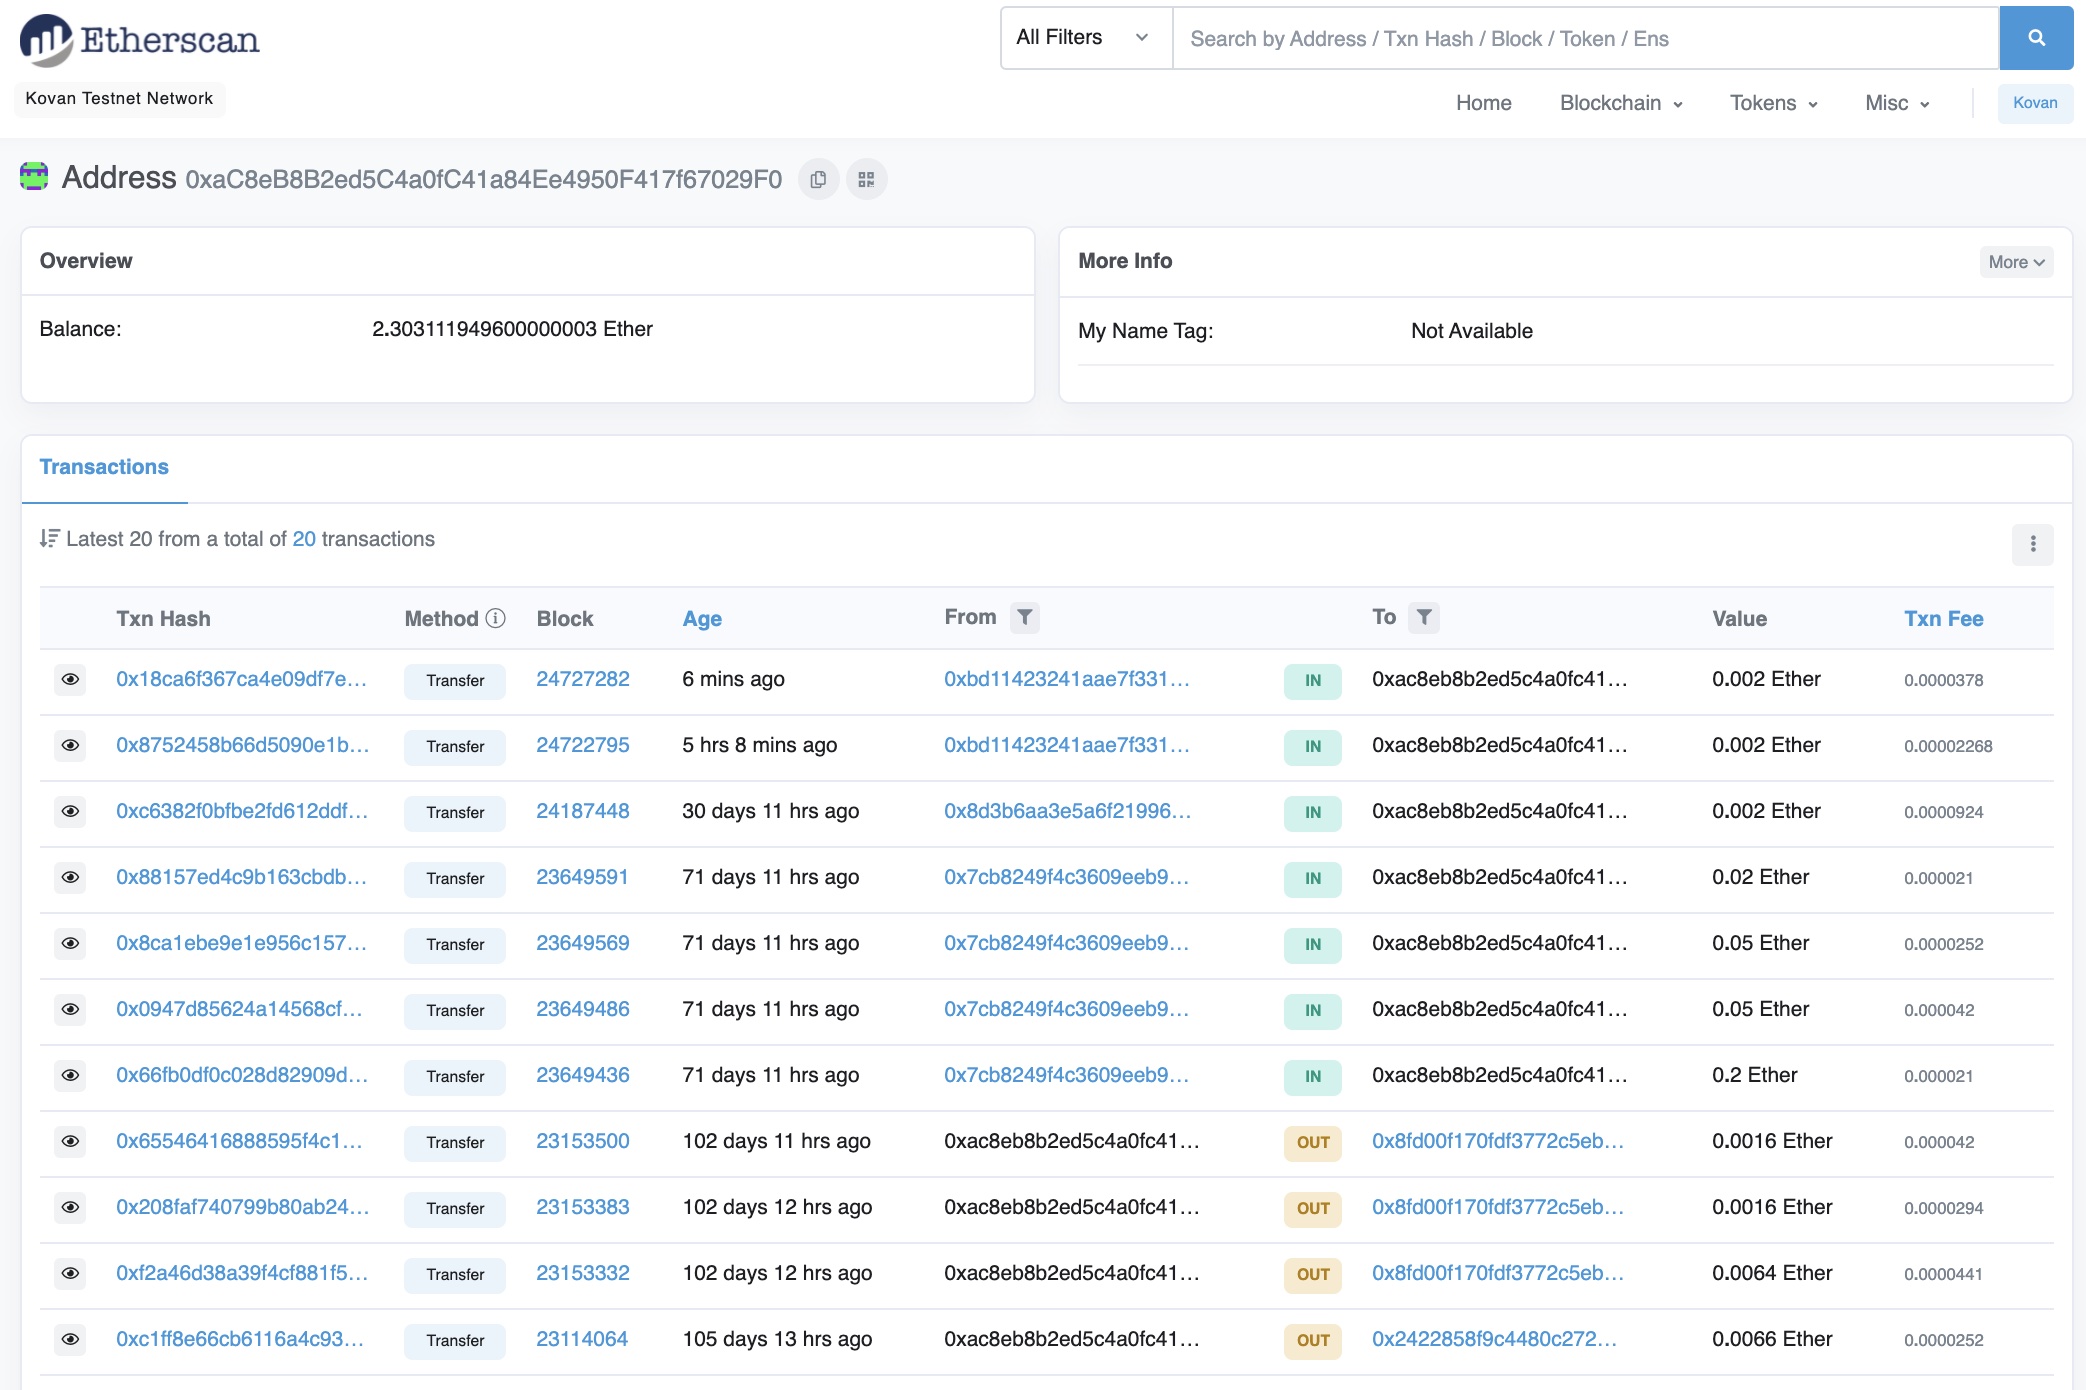 Etherscan
All Filters
Search by Address / Txn Hash / Block / Token / Ens
Kovan Testnet Network
Home Blockchain Tokens Misc Kovan
Address 0xaC8eB8B2ed5C4a0fC41a84Ee4950F417f67029F0
Overview
Balance: 2.303111949600000003 Ether
More Info More
My Name Tag: Not Available
Transactions
Latest 20 from a total of 20 transactions
Txn Hash Method Block Age From To Value Txn Fee
0x18ca6f367ca4e09df7e... Transfer 24727282 6 mins ago 0xbd11423241aae7f331... IN 0xac8eb8b2ed5c4a0fc41... 0.002 Ether 0.0000378
0x8752458b66d5090e1b... Transfer 24722795 5 hrs 8 mins ago 0xbd11423241aae7f331... IN 0xac8eb8b2ed5c4a0fc41... 0.002 Ether 0.00002268
0xc6382f0bfbe2fd612ddf... Transfer 24187448 30 days 11 hrs ago 0x8d3b6aa3e5a6f21996... IN 0xac8eb8b2ed5c4a0fc41... 0.002 Ether 0.0000924
0x88157ed4c9b163cbdb... Transfer 23649591 71 days 11 hrs ago 0x7cb8249f4c3609eeb9... IN 0xac8eb8b2ed5c4a0fc41... 0.02 Ether 0.000021
0x8ca1ebe9e1e956c157... Transfer 23649569 71 days 11 hrs ago 0x7cb8249f4c3609eeb9... IN 0xac8eb8b2ed5c4a0fc41... 0.05 Ether 0.0000252
0x0947d85624a14568cf... Transfer 23649486 71 days 11 hrs ago 0x7cb8249f4c3609eeb9... IN 0xac8eb8b2ed5c4a0fc41... 0.05 Ether 0.000042
0x66fb0df0c028d82909d... Transfer 23649436 71 days 11 hrs ago 0x7cb8249f4c3609eeb9... IN 0xac8eb8b2ed5c4a0fc41... 0.2 Ether 0.000021
0x65546416888595f4c1... Transfer 23153500 102 days 11 hrs ago 0xac8eb8b2ed5c4a0fc41... OUT 0x8fd00f170fdf3772c5eb... 0.0016 Ether 0.000042
0x208faf740799b80ab24... Transfer 23153383 102 days 12 hrs ago 0xac8eb8b2ed5c4a0fc41... OUT 0x8fd00f170fdf3772c5eb... 0.0016 Ether 0.0000294
0xf2a46d38a39f4cf881f5... Transfer 23153332 102 days 12 hrs ago 0xac8eb8b2ed5c4a0fc41... OUT 0x8fd00f170fdf3772c5eb... 0.0064 Ether 0.0000441
0xc1ff8e66cb6116a4c93... Transfer 23114064 105 days 13 hrs ago 0xac8eb8b2ed5c4a0fc41... OUT 0x2422858f9c4480c272... 0.0066 Ether 0.0000252